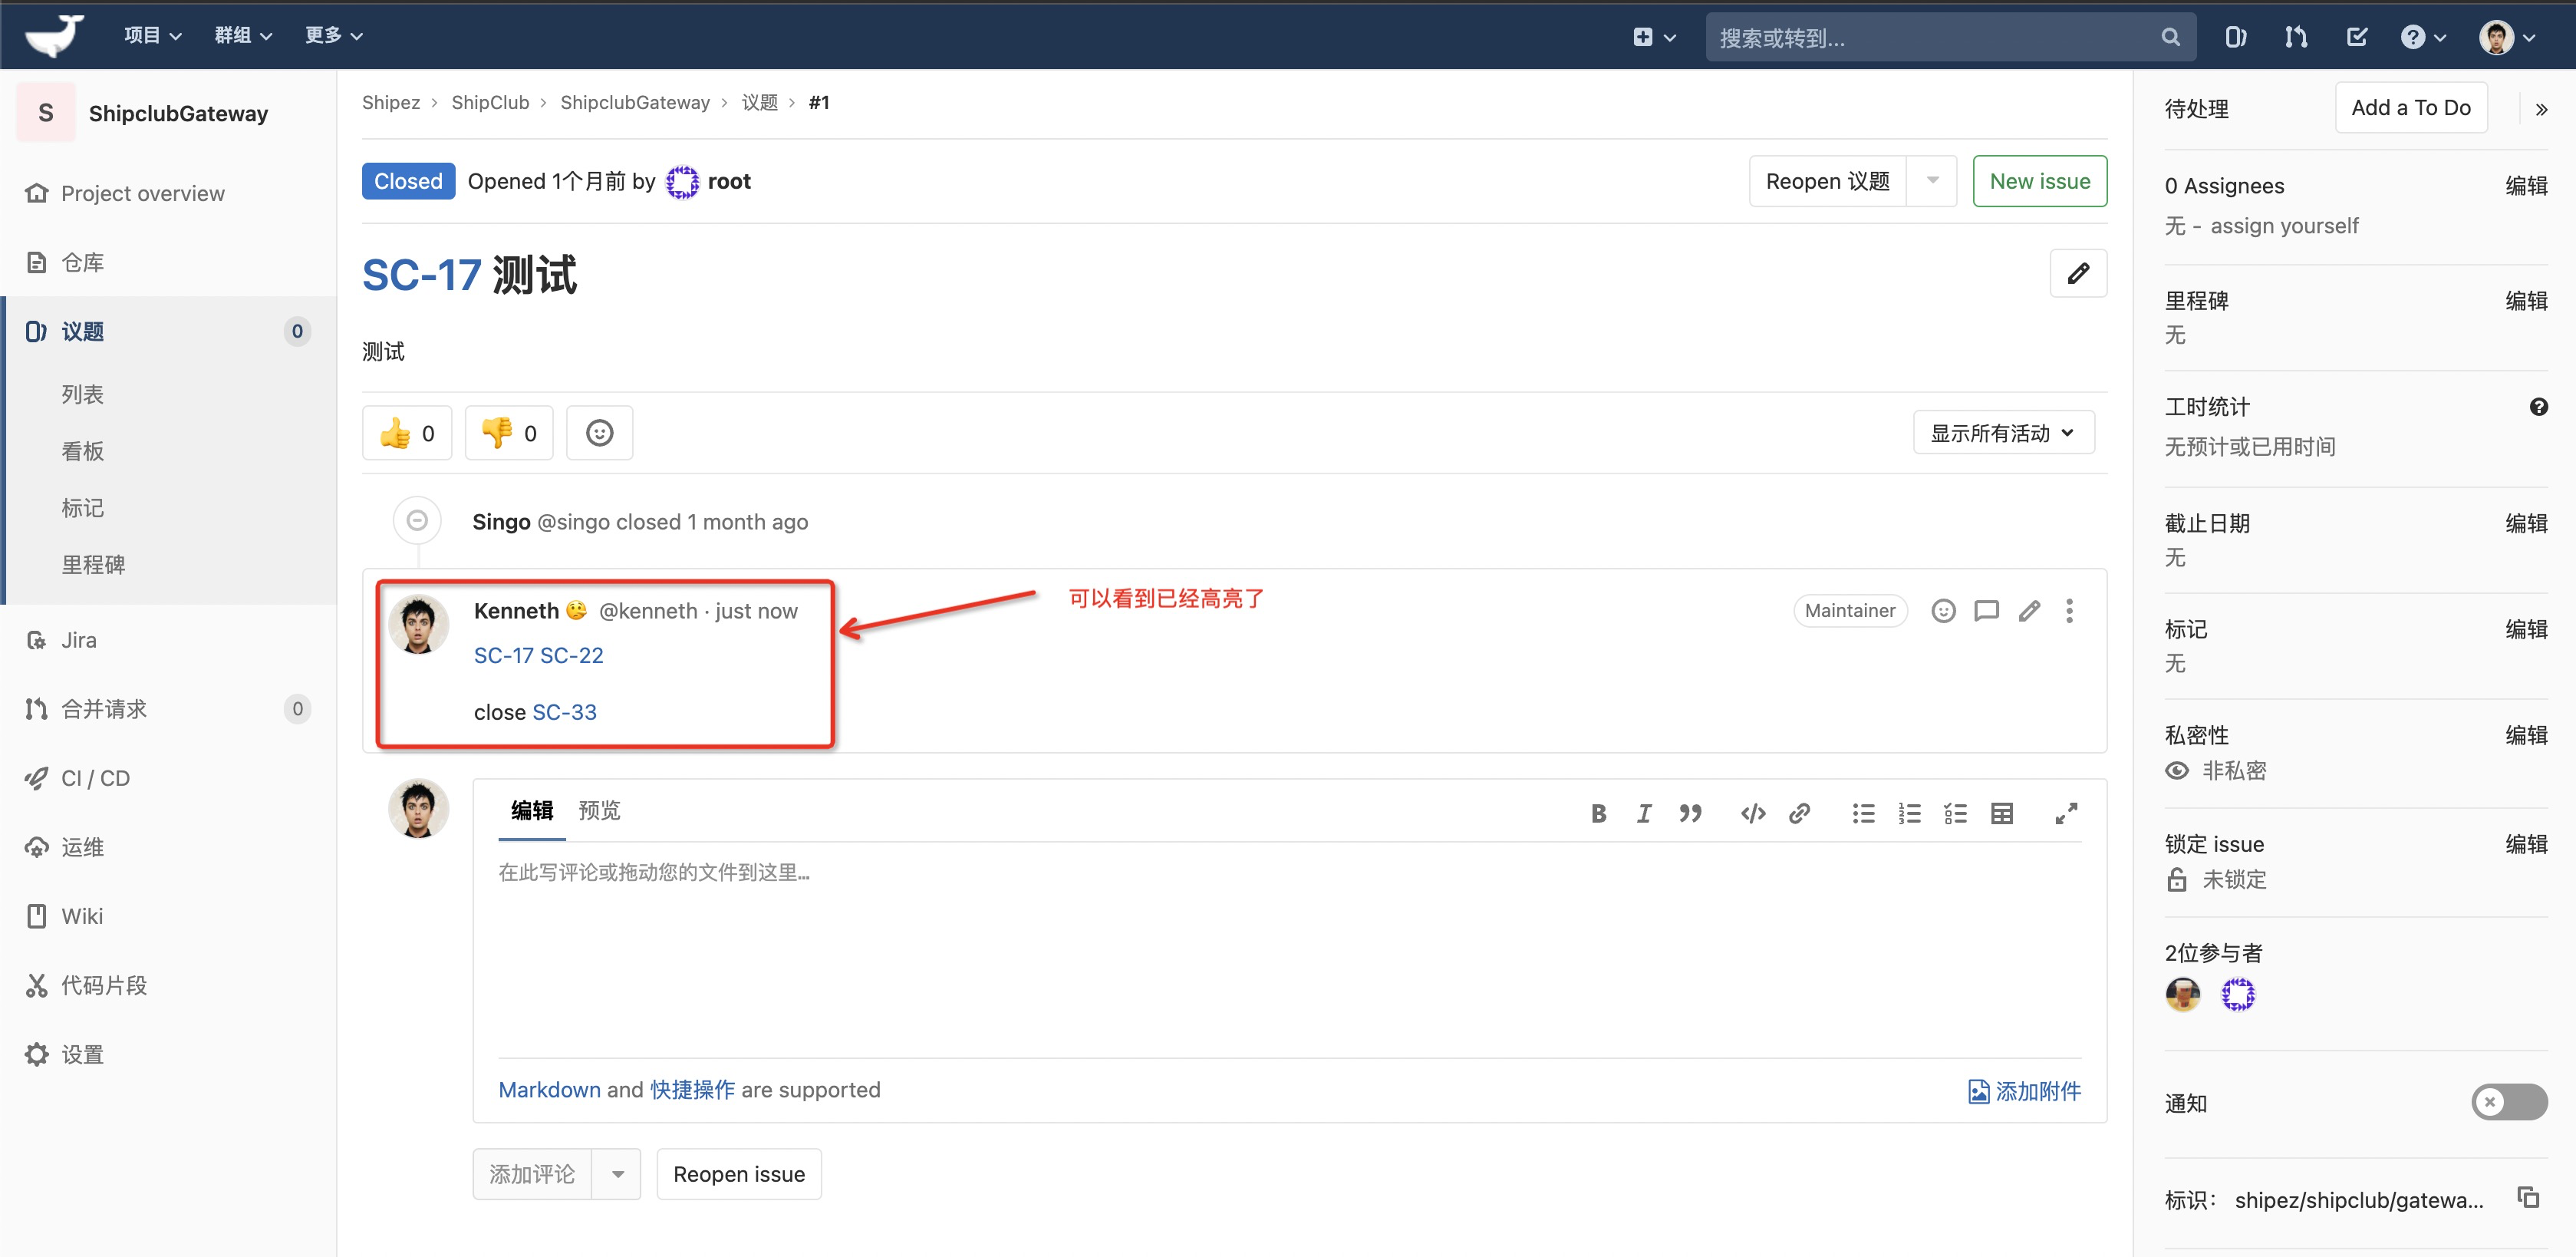 项目 群组 更多 搜索或转到...
S ShipclubGateway
Project overview
仓库
议题 0
列表
看板
标记
里程碑
Jira
合并请求 0
CI / CD
运维
Wiki
代码片段
设置
Shipez › ShipClub › ShipclubGateway › 议题 › #1
Closed Opened 1个月前 by root Reopen 议题 New issue
SC-17 测试
测试
👍 0 👎 0 显示所有活动
Singo @singo closed 1 month ago
Kenneth @kenneth · just now Maintainer
SC-17 SC-22
close SC-33
可以看到已经高亮了
编辑 预览
在此写评论或拖动您的文件到这里...
Markdown and 快捷操作 are supported 添加附件
添加评论 Reopen issue
待处理 Add a To Do »
0 Assignees 编辑
无 - assign yourself
里程碑 编辑
无
工时统计
无预计或已用时间
截止日期 编辑
无
标记 编辑
无
私密性 编辑
非私密
锁定 issue 编辑
未锁定
2位参与者
通知
标识： shipez/shipclub/gatewa...